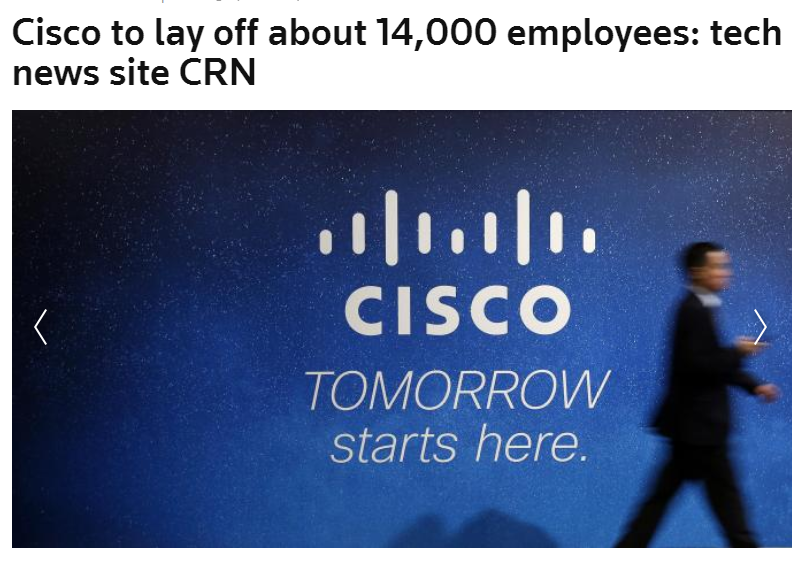 Cisco to lay off about 14,000 employees: tech
news site CRN
CISCO
TOMORROW
starts here.